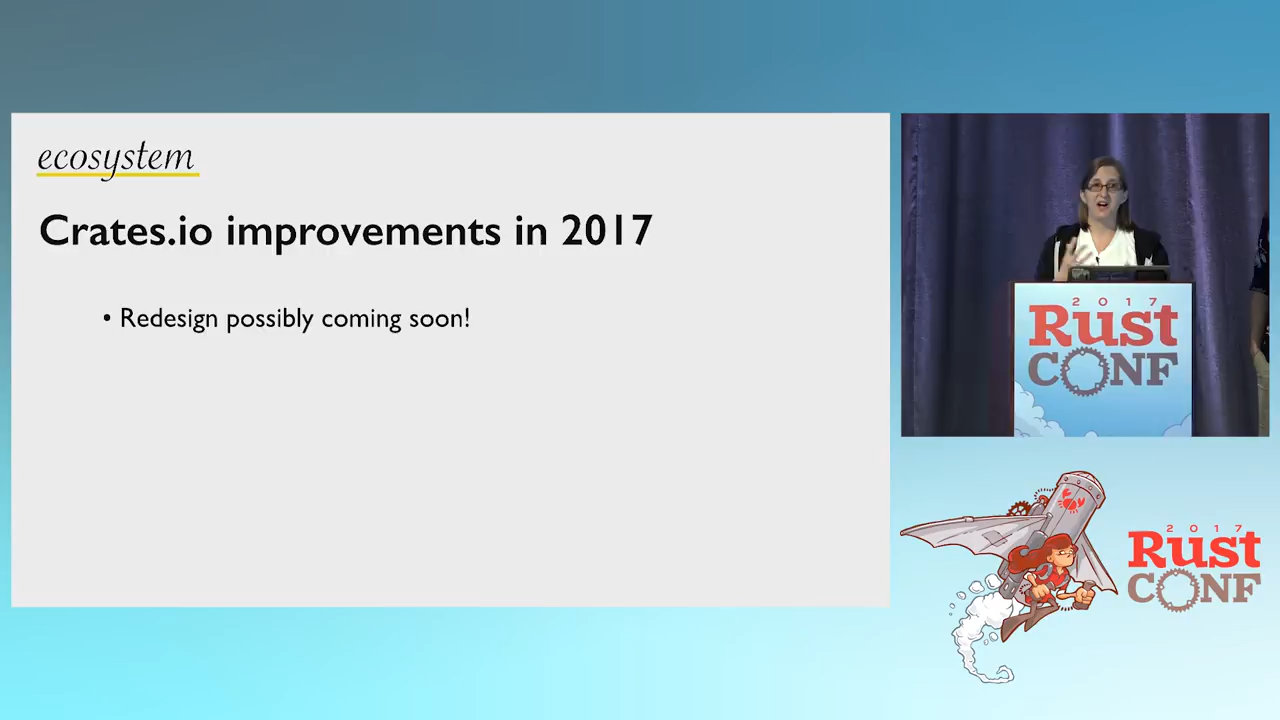 ecosystem
Crates.io improvements in 2017
• Redesign possibly coming soon!
2017
Rust
CONF
2017
Rust
CONF